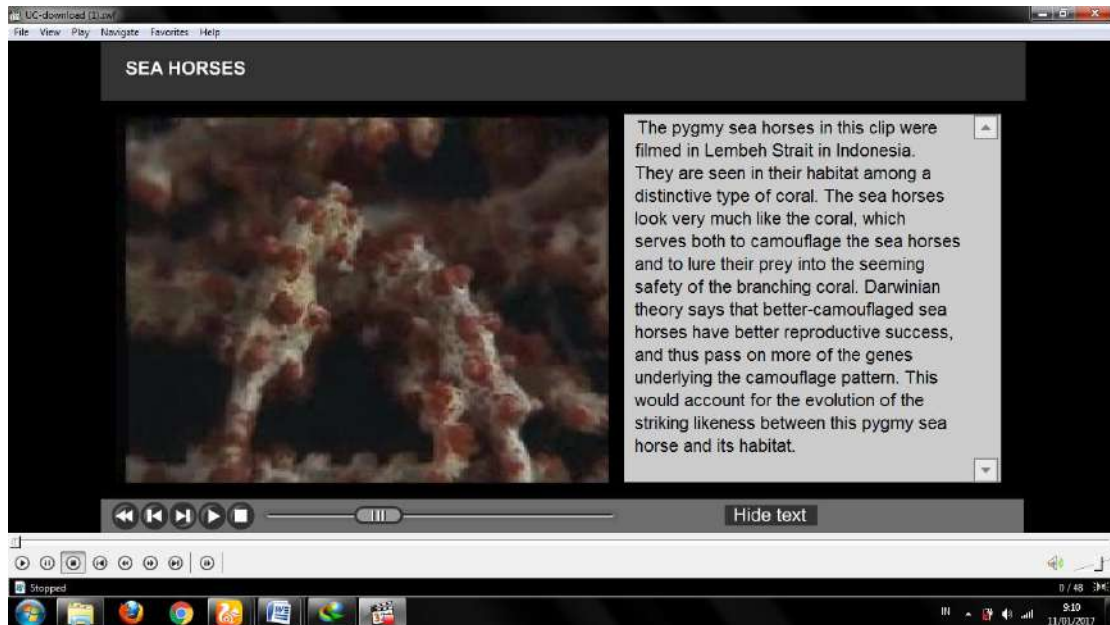 UC-download (1).swf
File View Play Navigate Favorites Help
SEA HORSES
The pygmy sea horses in this clip were
filmed in Lembeh Strait in Indonesia.
They are seen in their habitat among a
distinctive type of coral. The sea horses
look very much like the coral, which
serves both to camouflage the sea horses
and to lure their prey into the seeming
safety of the branching coral. Darwinian
theory says that better-camouflaged sea
horses have better reproductive success,
and thus pass on more of the genes
underlying the camouflage pattern. This
would account for the evolution of the
striking likeness between this pygmy sea
horse and its habitat.
Hide text
Stopped
0 / 48
IN
9:10
11/01/2017